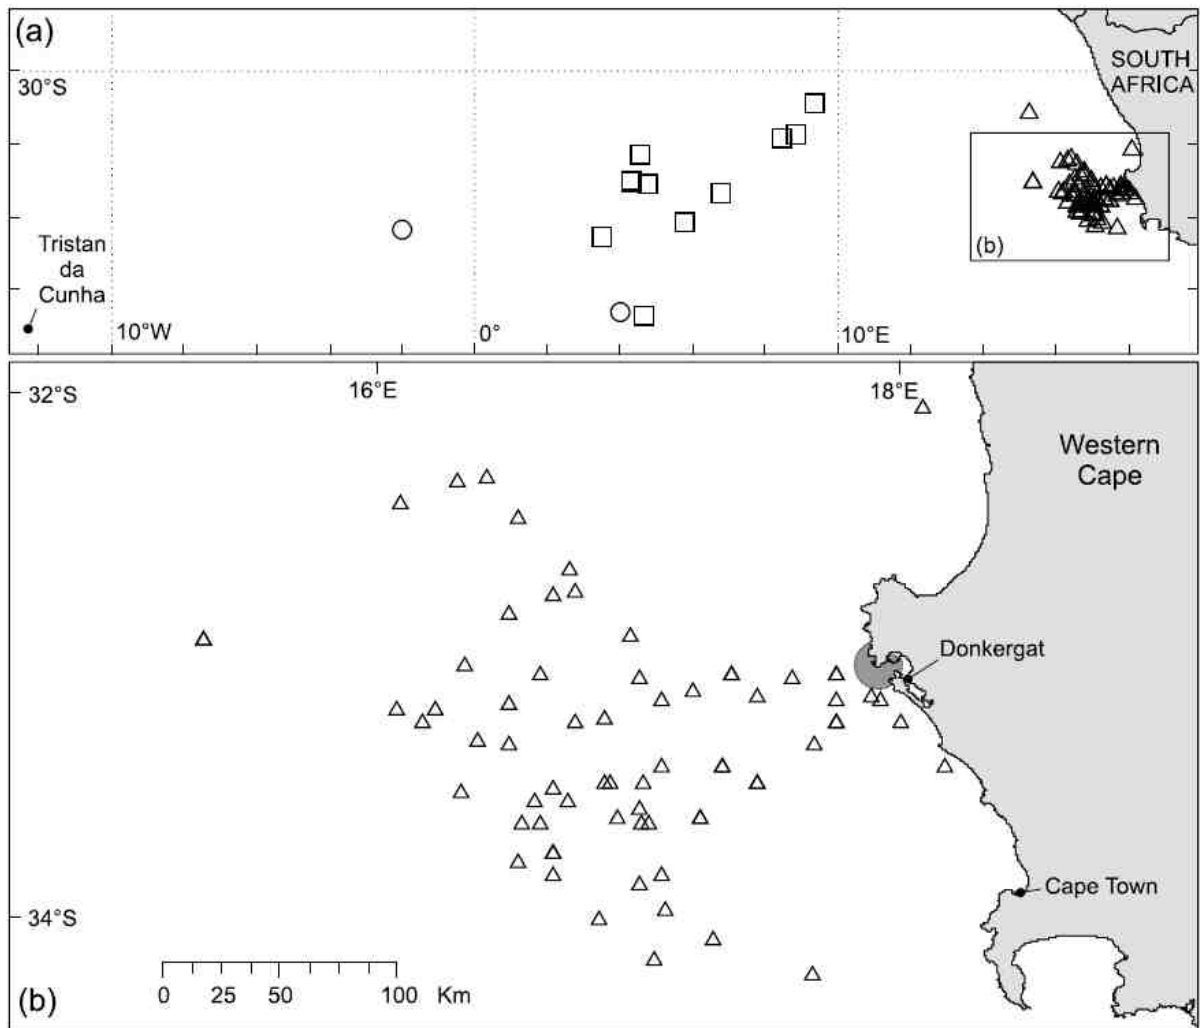 (a)
30°S
SOUTH
AFRICA
(b)
Tristan
da
Cunha
10°W
0°
10°E
32°S
16°E
18°E
Western
Cape
Donkergat
Cape Town
34°S
0 25 50 100 Km
(b)